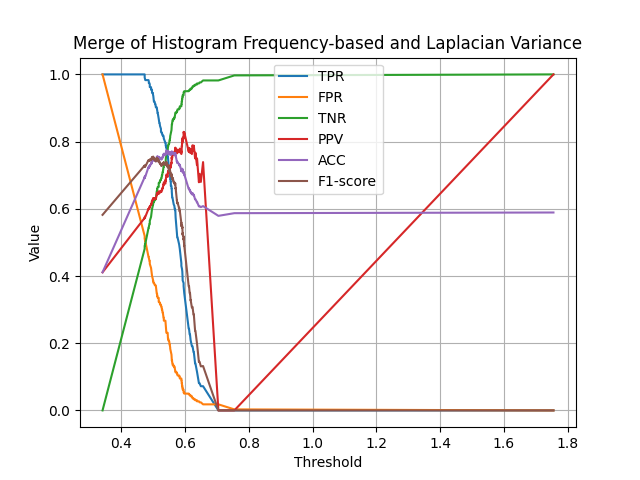 Merge of Histogram Frequency-based and Laplacian Variance
TPR
FPR
TNR
PPV
ACC
F1-score
Value
1.0
0.8
0.6
0.4
0.2
0.0
0.4 0.6 0.8 1.0 1.2 1.4 1.6 1.8
Threshold